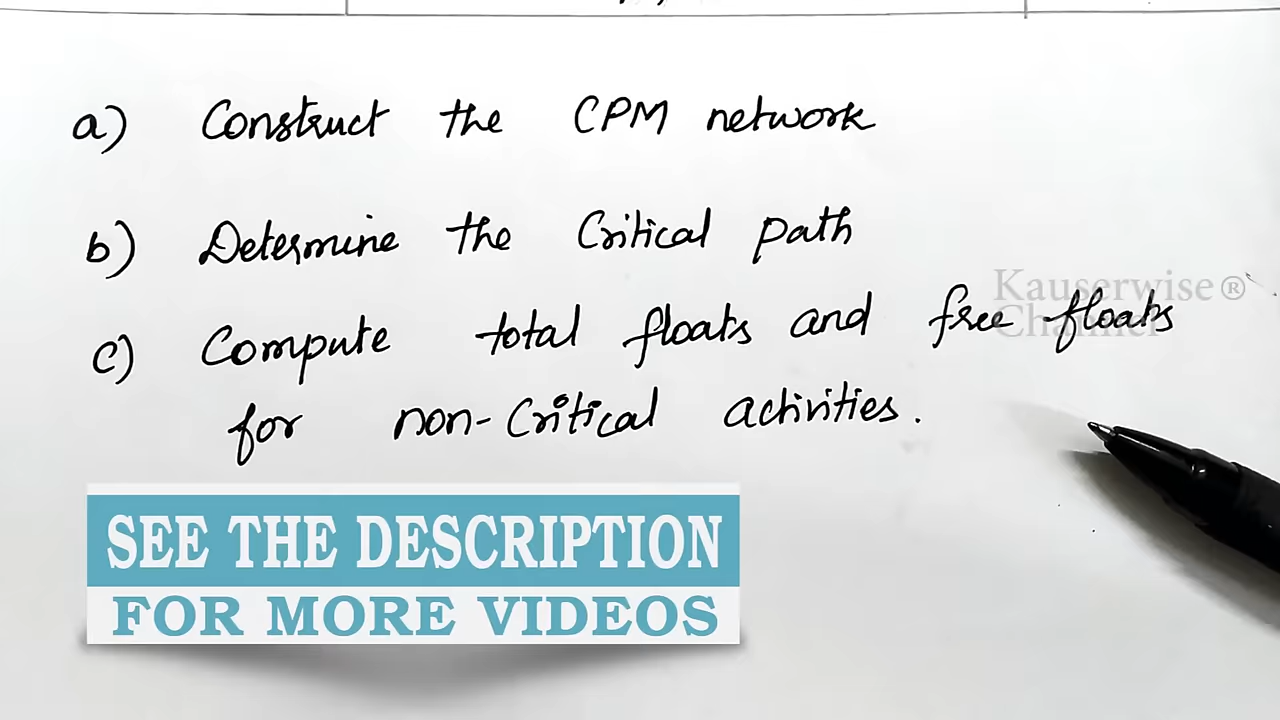 a) Construct the CPM network
b) Determine the Critical path
Kauserwise®
Channel
c) Compute total floats and free floats
for non-Critical activities.
SEE THE DESCRIPTION
FOR MORE VIDEOS